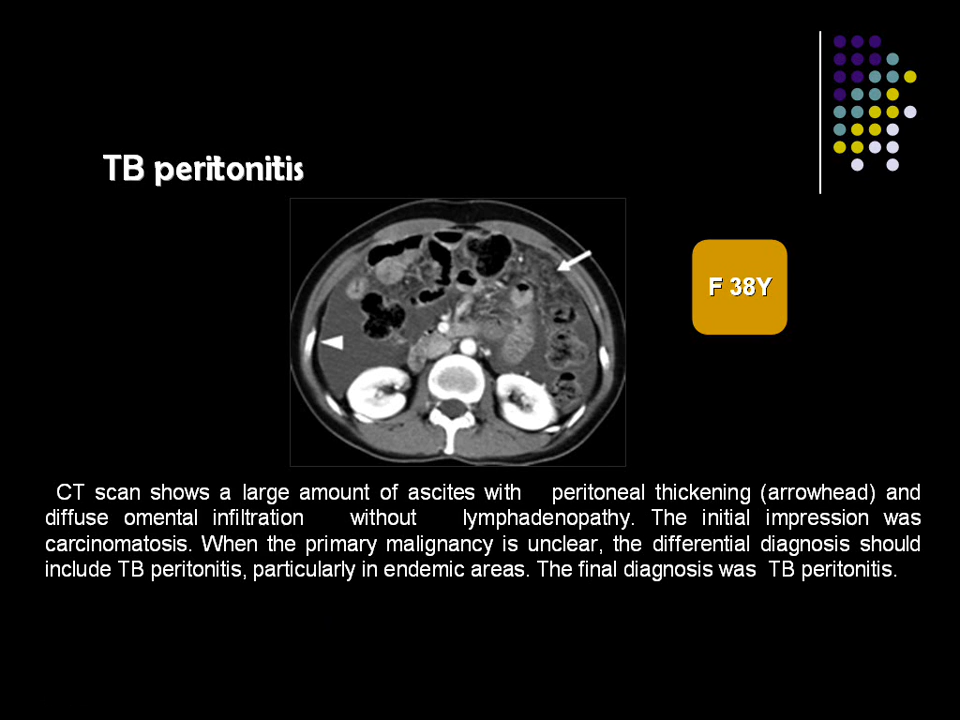 TB peritonitis
F 38Y
CT scan shows a large amount of ascites with peritoneal thickening (arrowhead) and
diffuse omental infiltration without lymphadenopathy. The initial impression was
carcinomatosis. When the primary malignancy is unclear, the differential diagnosis should
include TB peritonitis, particularly in endemic areas. The final diagnosis was TB peritonitis.